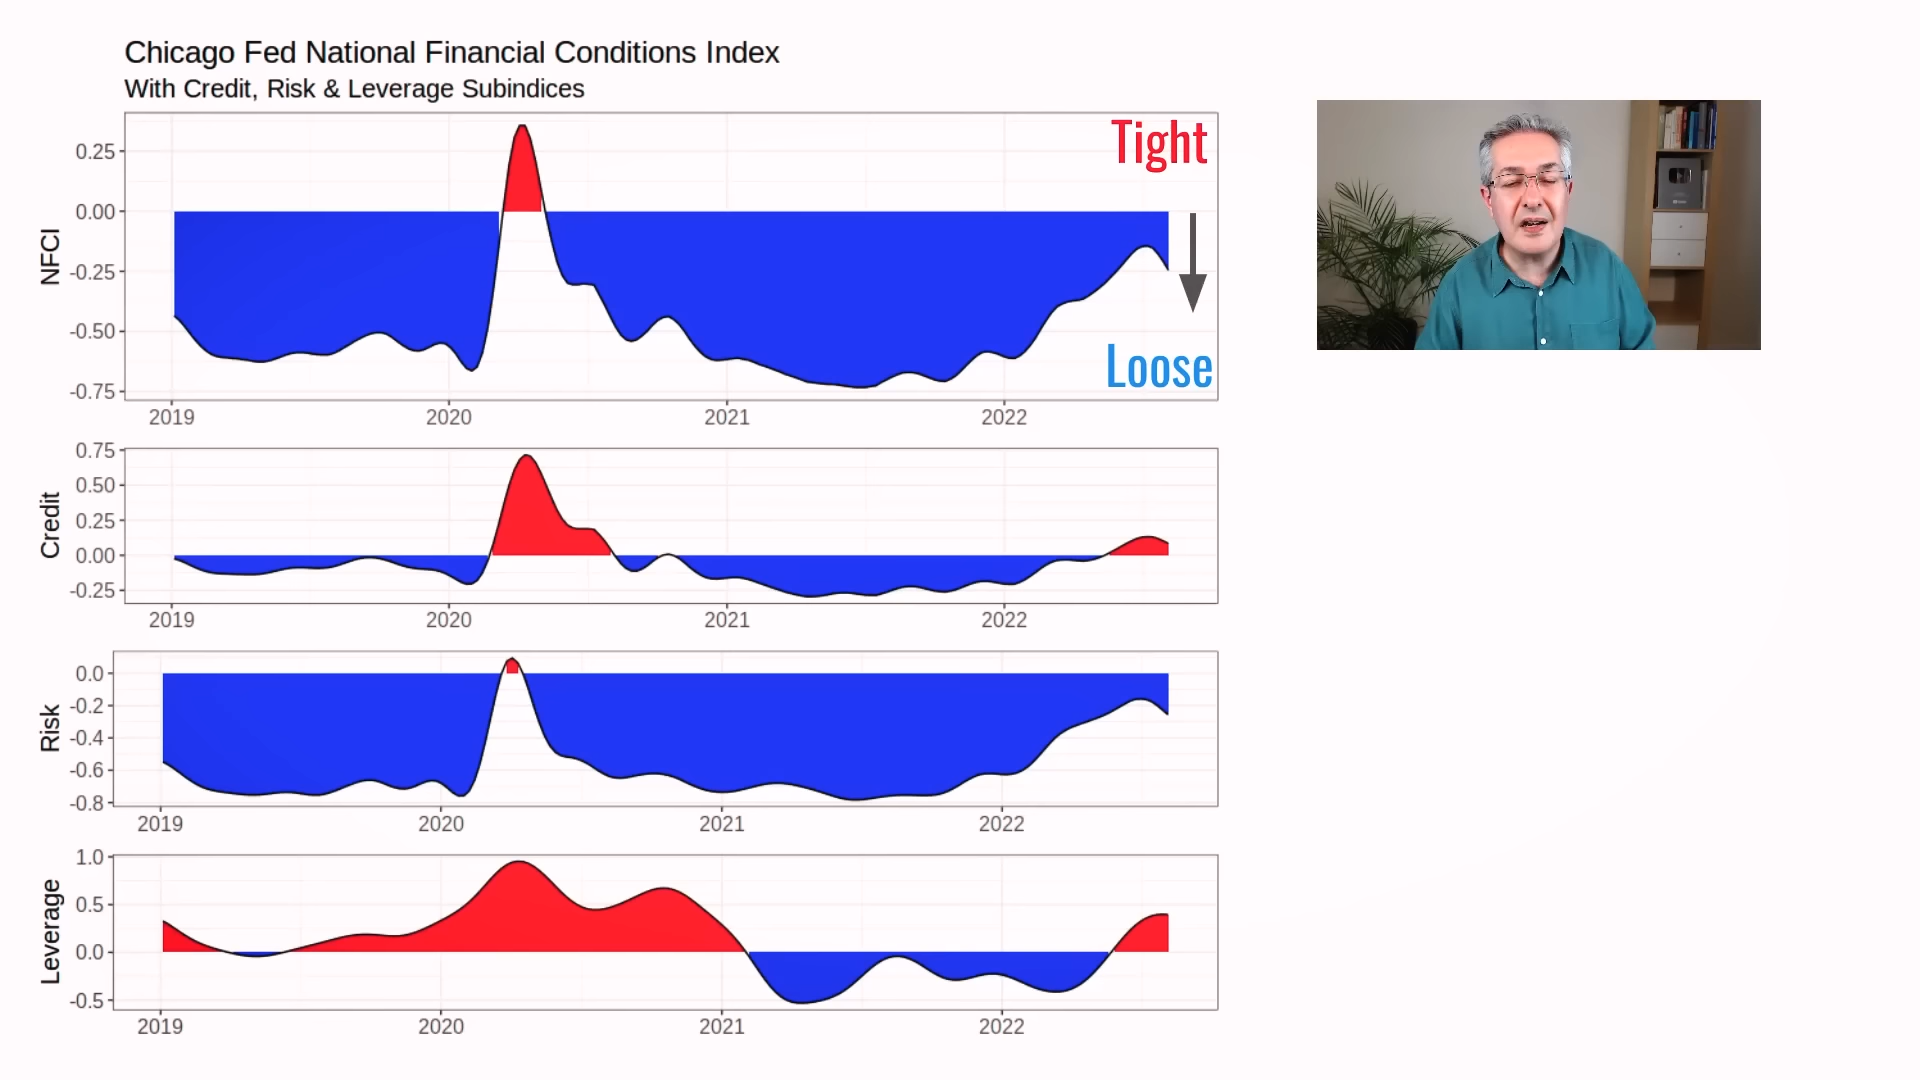 Chicago Fed National Financial Conditions Index
With Credit, Risk & Leverage Subindices
Tight
Loose
NFCI
0.25
0.00
-0.25
-0.50
-0.75
2019 2020 2021 2022
Credit
0.75
0.50
0.25
0.00
-0.25
2019 2020 2021 2022
Risk
0.0
-0.2
-0.4
-0.6
-0.8
2019 2020 2021 2022
Leverage
1.0
0.5
0.0
-0.5
2019 2020 2021 2022